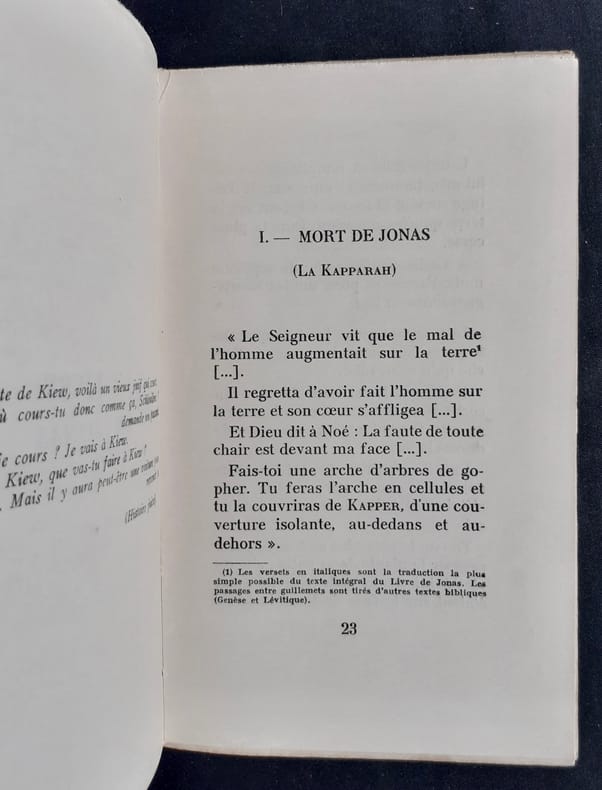 te de Kiew, voilà un vieux juif qui court
ù cours-tu donc comme ça,
demande un
e cours ? Je vais à Kiew.
Kiew, que vas-tu faire à Kiew ?
. Mais il y aura peut-être une
(Histoire juive)
I. — MORT DE JONAS
(La Kapparah)
« Le Seigneur vit que le mal de
l'homme augmentait sur la terre¹
[...].
Il regretta d'avoir fait l'homme sur
la terre et son cœur s'affligea [...].
Et Dieu dit à Noé : La faute de toute
chair est devant ma face [...].
Fais-toi une arche d'arbres de go-
pher. Tu feras l'arche en cellules et
tu la couvriras de KAPPER, d'une cou-
verture isolante, au-dedans et au-
dehors ».
(1) Les versets en italiques sont la traduction la plus
simple possible du texte intégral du Livre de Jonas. Les
passages entre guillemets sont tirés d'autres textes bibliques
(Genèse et Lévitique).
23